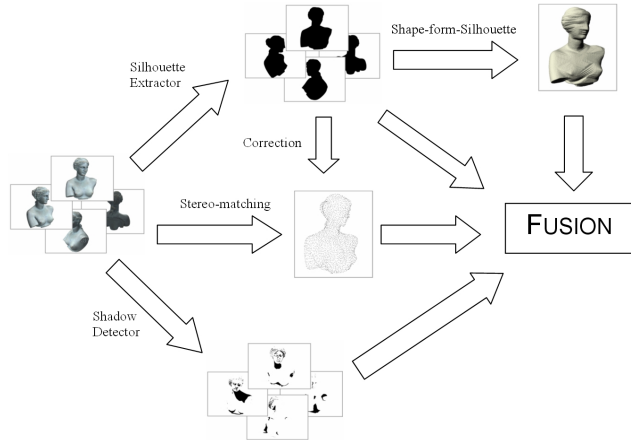 Shape-form-Silhouette
Silhouette
Extractor
Correction
Stereo-matching
FUSION
Shadow
Detector